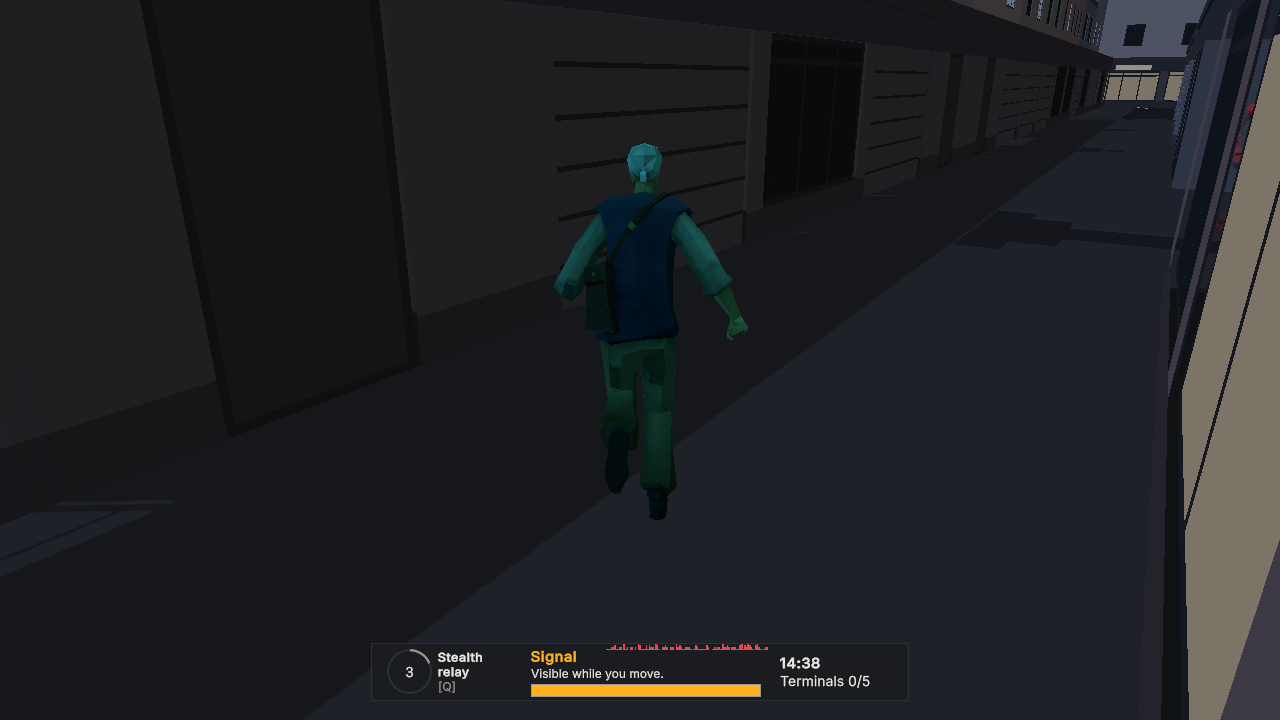 3
Stealth
relay
[Q]
Signal
Visible while you move.
14:38
Terminals 0/5